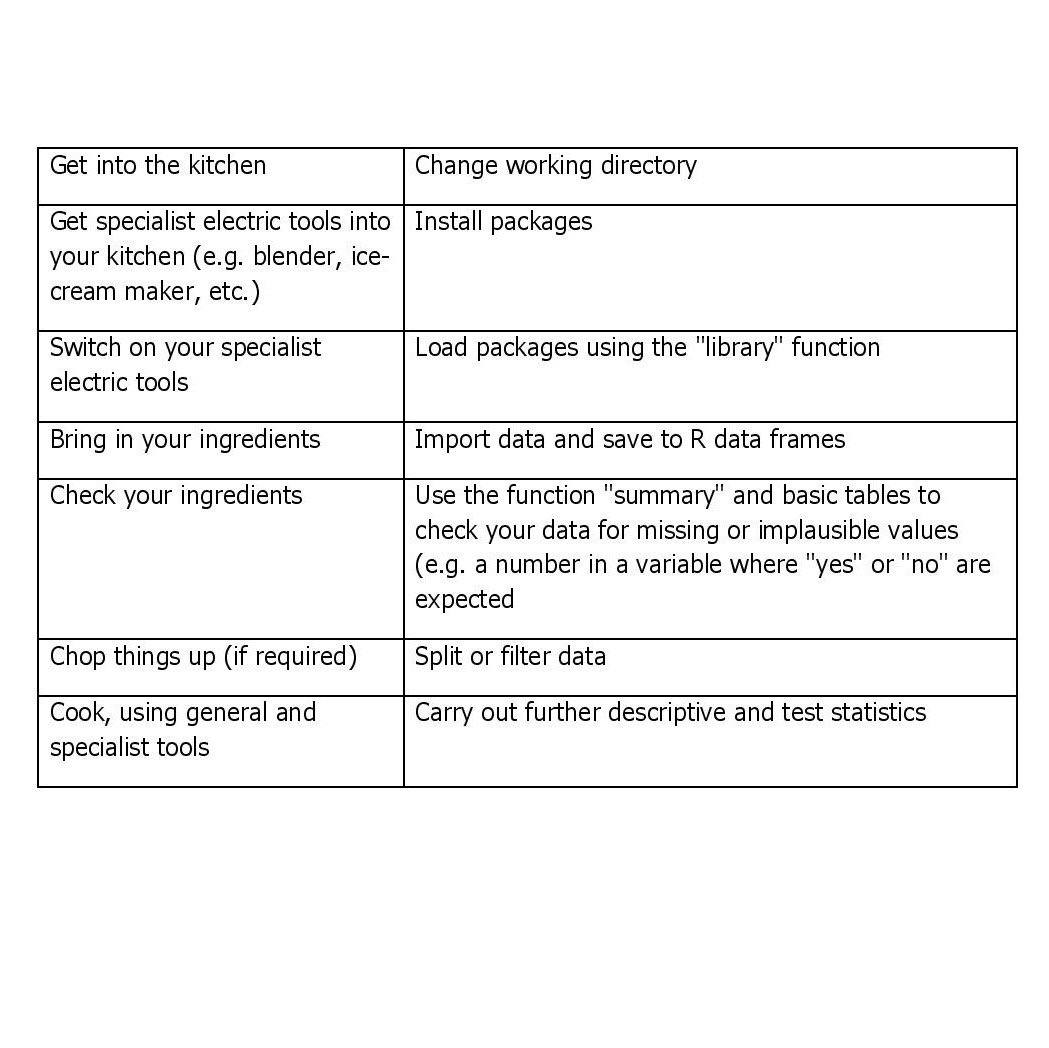 Get into the kitchen
Change working directory
Get specialist electric tools into
your kitchen (e.g. blender, ice-
cream maker, etc.)
Install packages
Switch on your specialist
electric tools
Load packages using the "library" function
Bring in your ingredients
Import data and save to R data frames
Check your ingredients
Use the function "summary" and basic tables to
check your data for missing or implausible values
(e.g. a number in a variable where "yes" or "no" are
expected
Chop things up (if required)
Split or filter data
Cook, using general and
specialist tools
Carry out further descriptive and test statistics